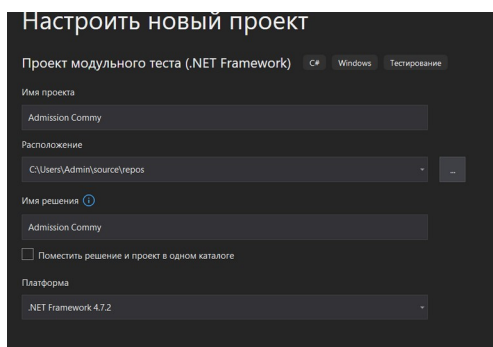 Настроить новый проект
Проект модульного теста (.NET Framework) C# Windows Тестирование
Имя проекта
Admission Commy
Расположение
C:\Users\Admin\source\repos
...
Имя решения
Admission Commy
Поместить решение и проект в одном каталоге
Платформа
.NET Framework 4.7.2